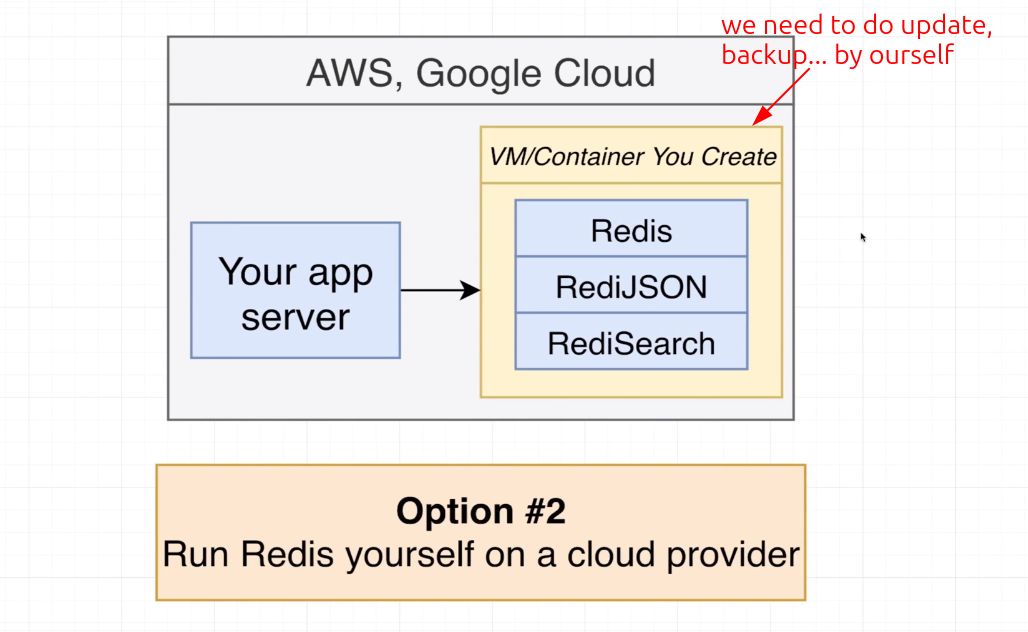 we need to do update,
backup... by ourself
AWS, Google Cloud
VM/Container You Create
Redis
RediJSON
RediSearch
Your app
server
Option #2
Run Redis yourself on a cloud provider